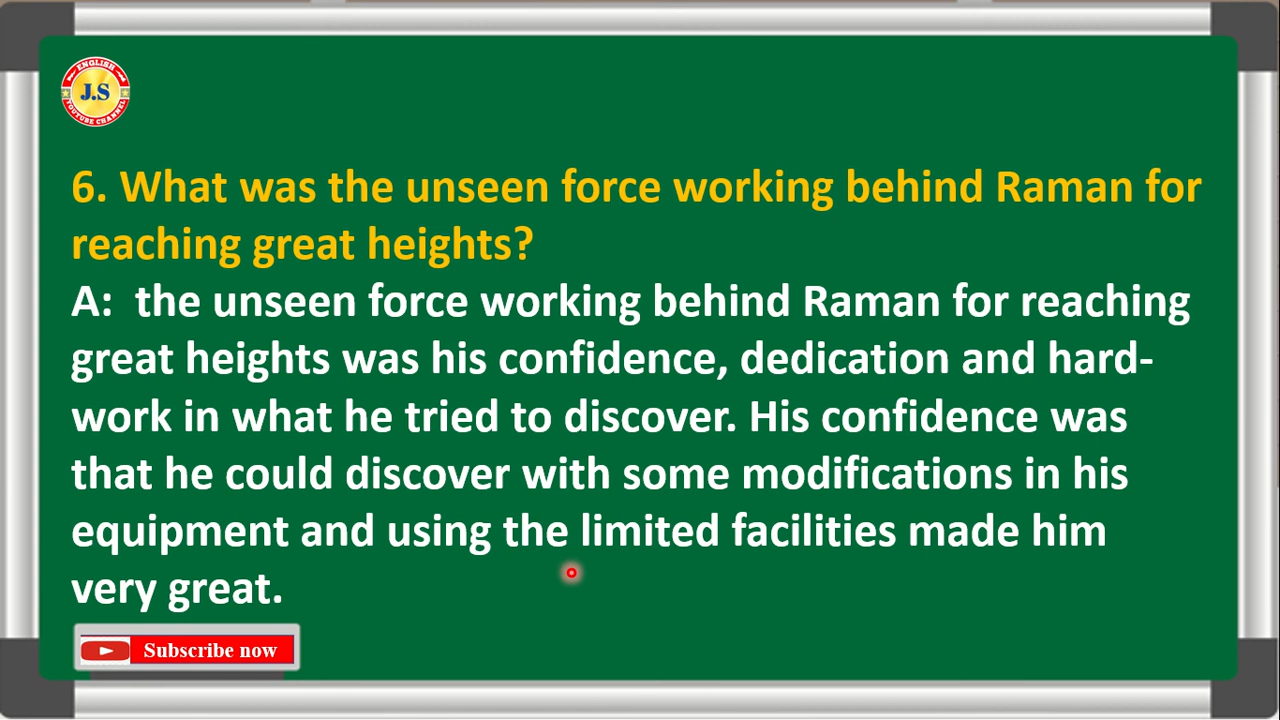 ENGLISH
J.S
YOUTUBE CHANNEL
6. What was the unseen force working behind Raman for
reaching great heights?
A:  the unseen force working behind Raman for reaching
great heights was his confidence, dedication and hard-
work in what he tried to discover. His confidence was
that he could discover with some modifications in his
equipment and using the limited facilities made him
very great.
Subscribe now